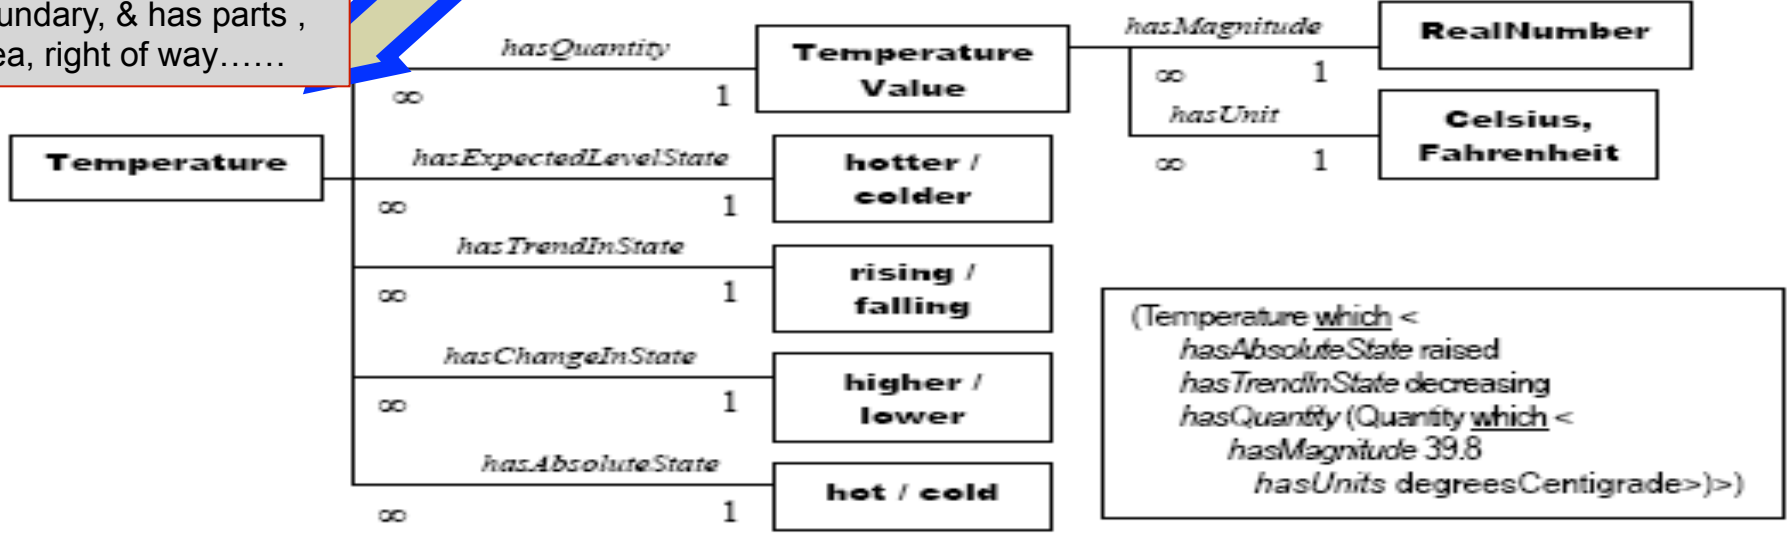 undary, & has parts ,
ea, right of way……
hasQuantity
∞ 1
Temperature
Value
hasMagnitude
∞ 1
RealNumber
hasUnit
∞ 1
Celsius,
Fahrenheit
Temperature
hasExpectedLevelState
∞ 1
hotter /
colder
hasTrendInState
∞ 1
rising /
falling
hasChangeInState
∞ 1
higher /
lower
hasAbsoluteState
∞ 1
hot / cold
(Temperature which <
hasAbsoluteState raised
hasTrendInState decreasing
hasQuantity (Quantity which <
hasMagnitude 39.8
hasUnits degreesCentigrade>)>)